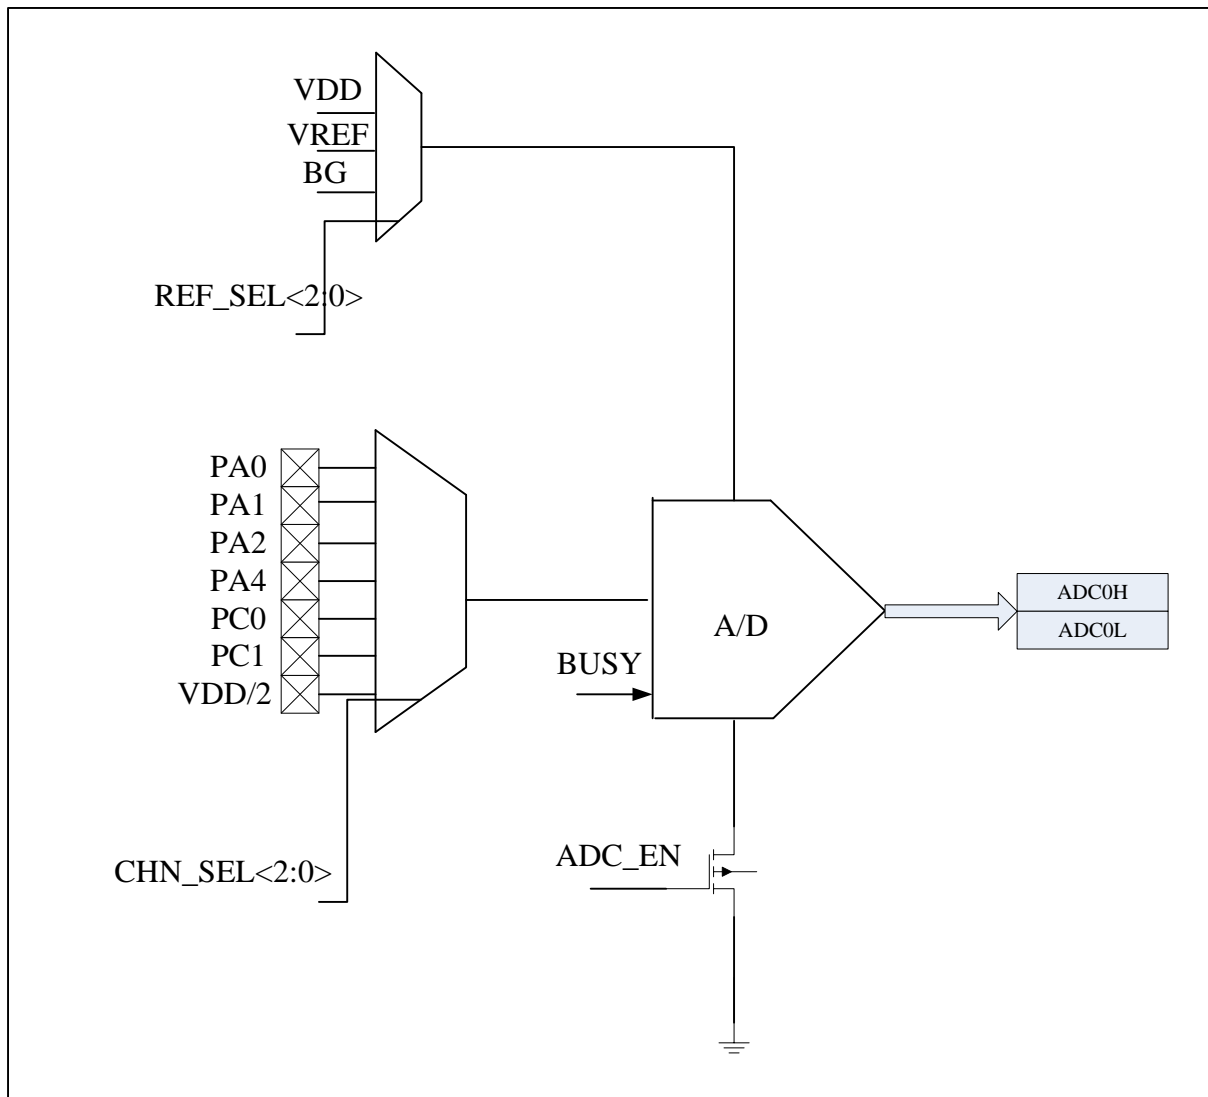 VDD
VREF
BG
REF_SEL<2:0>
PA0
PA1
PA2
PA4
PC0
PC1
VDD/2
CHN_SEL<2:0>
A/D
BUSY
ADC_EN
ADC0H
ADC0L